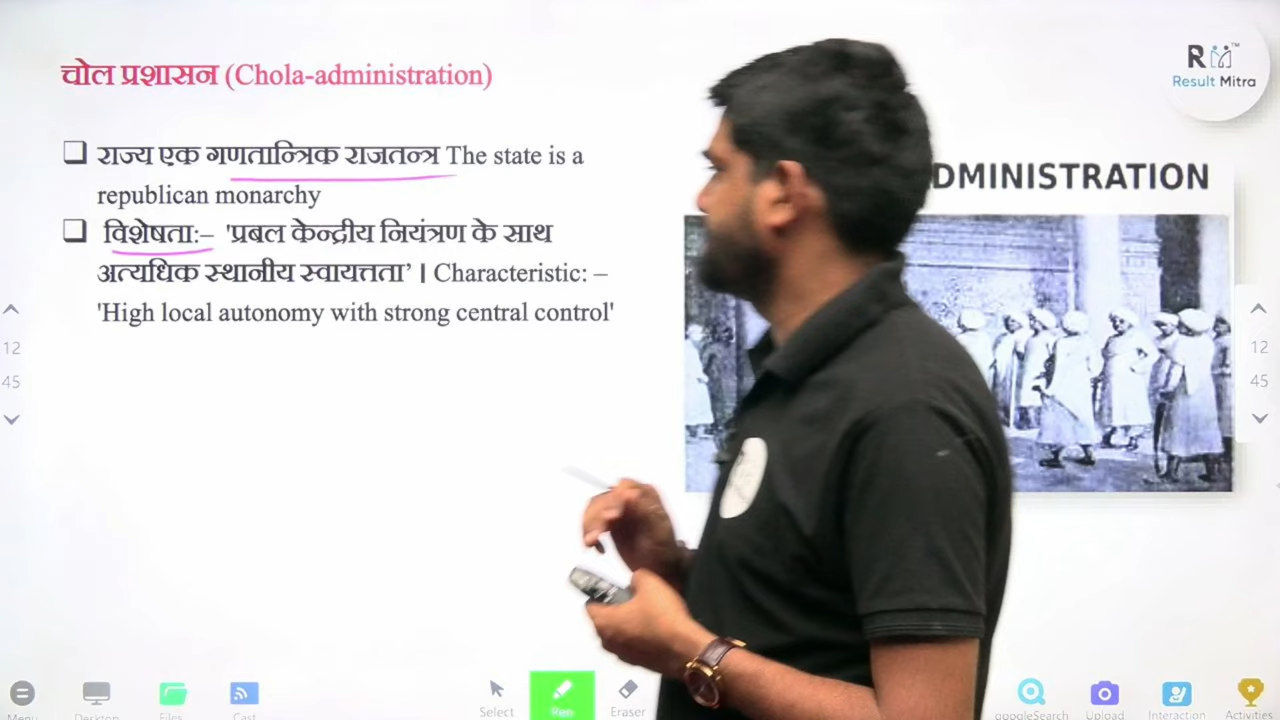 चोल प्रशासन (Chola-administration)
❑ राज्य एक गणतान्त्रिक राजतन्त्र The state is a
republican monarchy
❑ विशेषता:– 'प्रबल केन्द्रीय नियंत्रण के साथ
अत्यधिक स्थानीय स्वायत्तता’ । Characteristic: –
'High local autonomy with strong central control'
RM™
Result Mitra
DMINISTRATION
12
45
12
45
Menu
Desktop
Files
Cast
Select
Pen
Eraser
googleSearch
Upload
Interaction
Activities